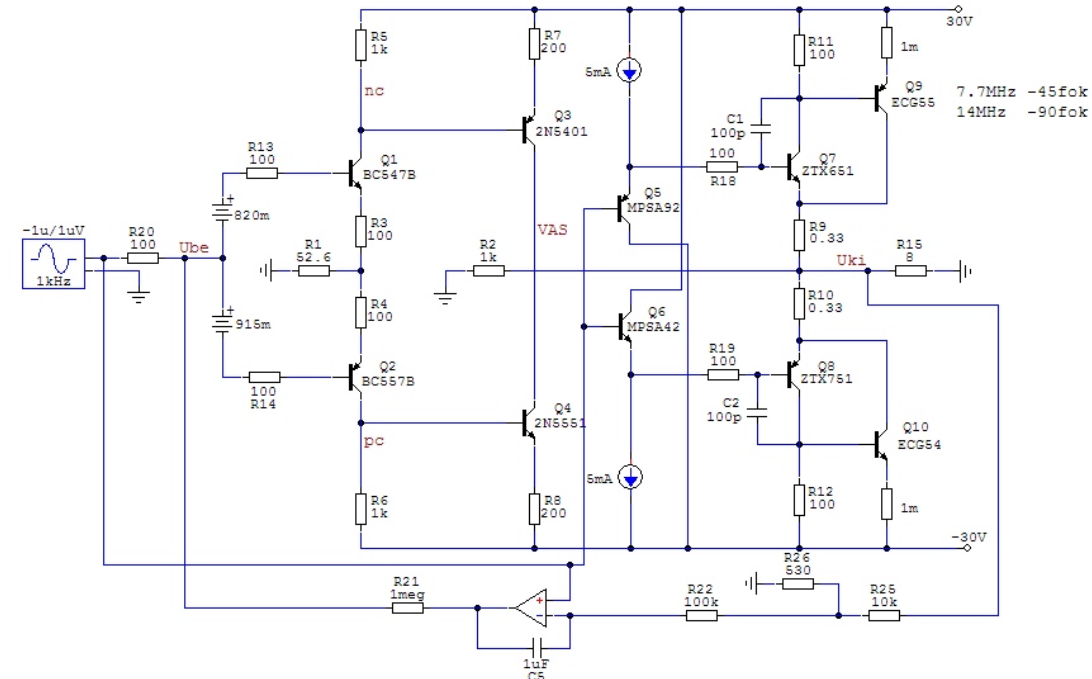 30V
R5
1k
R7
200
R11
100
1m
5mA
nc
Q9
ECG55
7.7MHz -45fok
14MHz -90fok
C1
100p
Q3
2N5401
R13
100
Q1
BC547B
100
R18
Q7
ZTX651
Q5
MPSA92
-1u/1uV
1kHz
R20
100
Ube
820m
R3
100
VAS
R9
0.33
R1
52.6
R2
1k
Uki
R15
8
915m
R4
100
R10
0.33
Q6
MPSA42
100
R14
Q2
BC557B
R19
100
Q8
ZTX751
C2
100p
Q4
2N5551
Q10
ECG54
pc
5mA
R6
1k
R8
200
R12
100
1m
-30V
R26
530
R21
1meg
+
-
R22
100k
R25
10k
1uF
C5